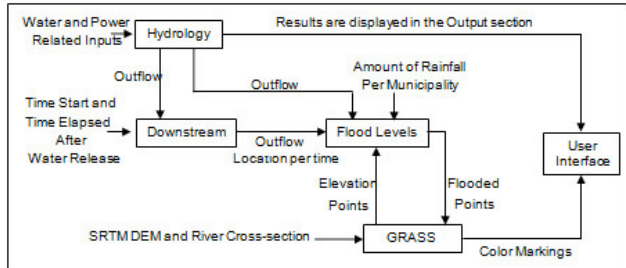 Water and Power
Related Inputs
Hydrology
Results are displayed in the Output section
Outflow
Outflow
Amount of Rainfall
Per Municipality
Time Start and
Time Elapsed
After
Water Release
Downstream
Outflow
Location per time
Flood Levels
User
Interface
Elevation
Points
Flooded
Points
SRTM DEM and River Cross-section
GRASS
Color Markings